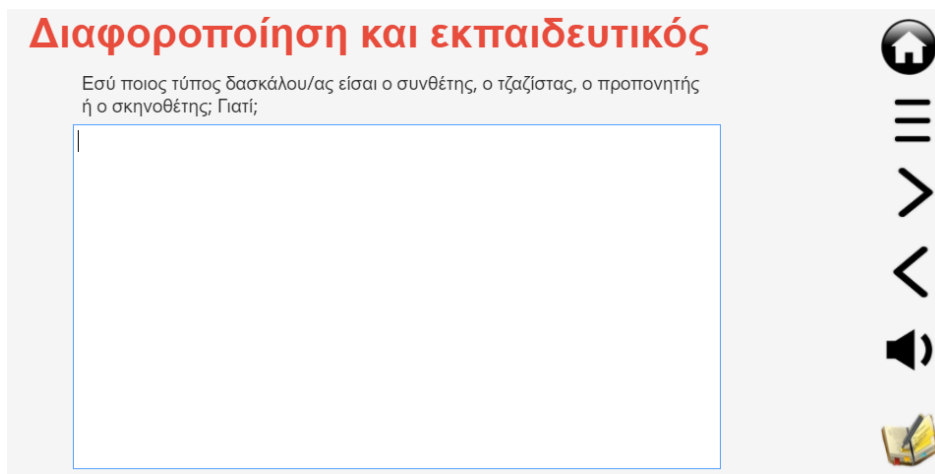 Διαφοροποίηση και εκπαιδευτικός
Εσύ ποιος τύπος δασκάλου/ας είσαι ο συνθέτης, ο τζαζίστας, ο προπονητής
ή ο σκηνοθέτης; Γιατί;